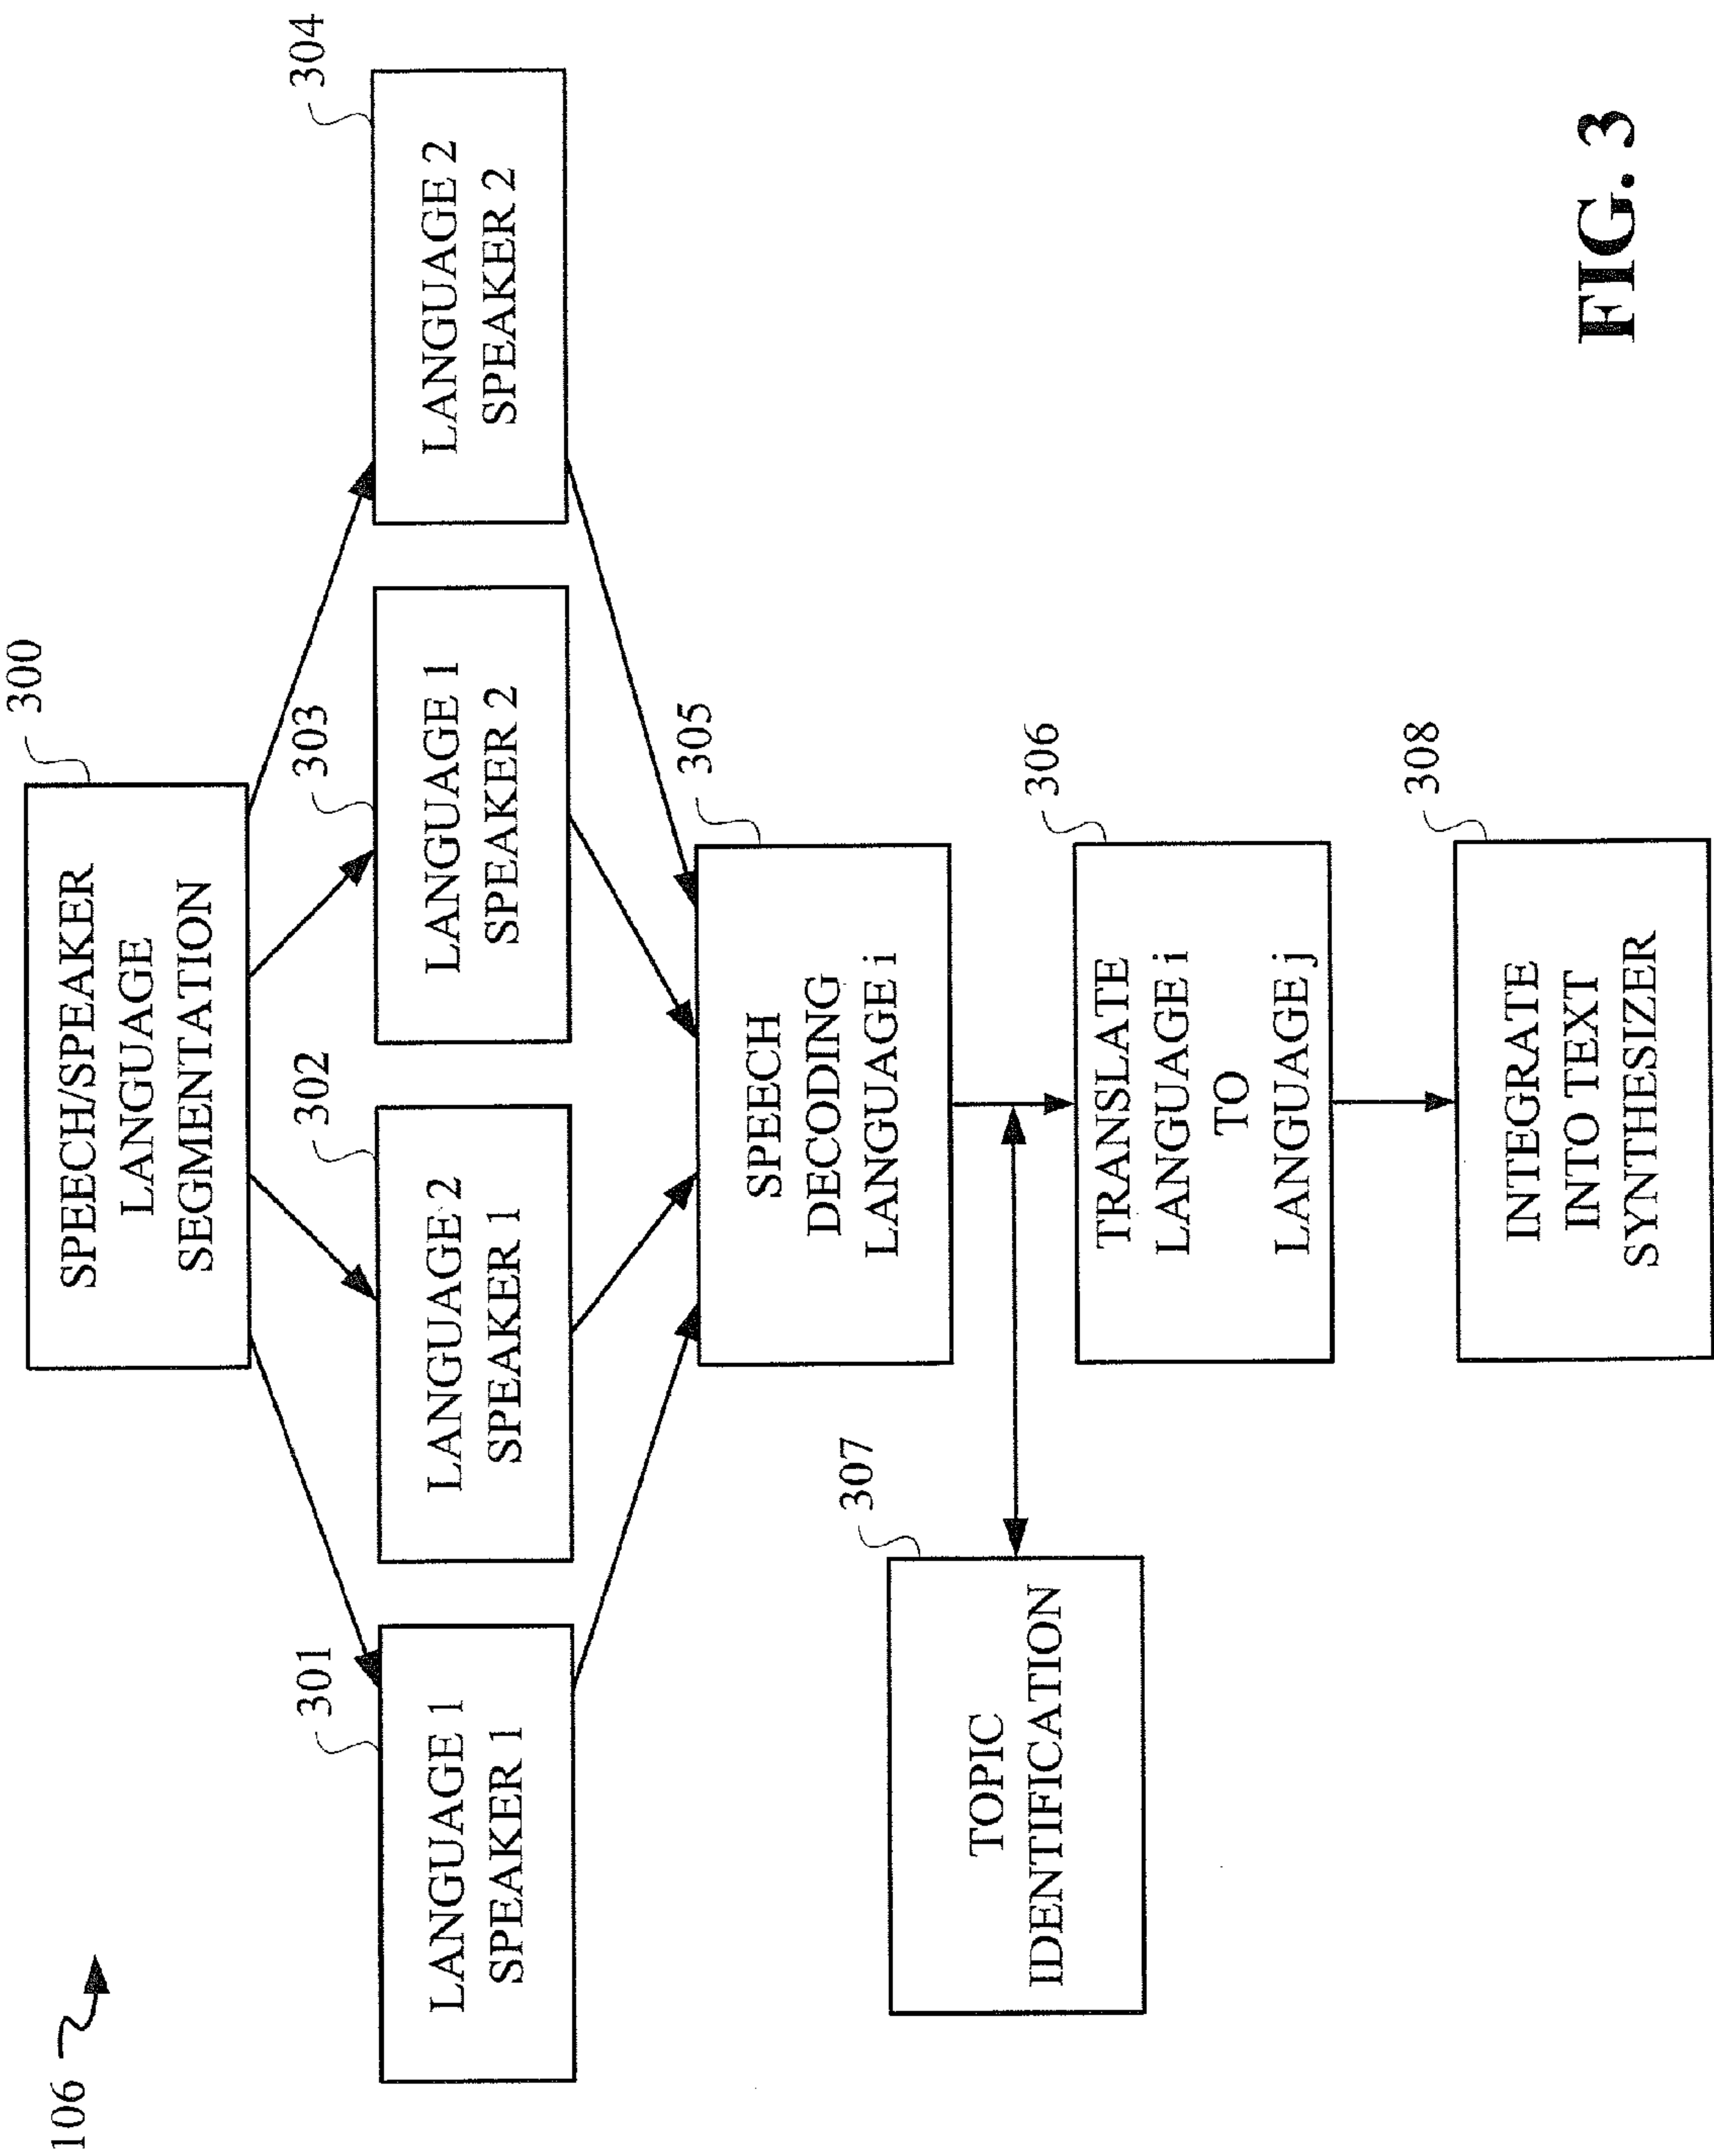 106
300
SPEECH/SPEAKER
LANGUAGE
SEGMENTATION
301
LANGUAGE 1
SPEAKER 1
302
LANGUAGE 2
SPEAKER 1
303
LANGUAGE 1
SPEAKER 2
304
LANGUAGE 2
SPEAKER 2
305
SPEECH
DECODING
LANGUAGE i
307
TOPIC
IDENTIFICATION
306
TRANSLATE
LANGUAGE i
TO
LANGUAGE j
308
INTEGRATE
INTO TEXT
SYNTHESIZER
FIG. 3